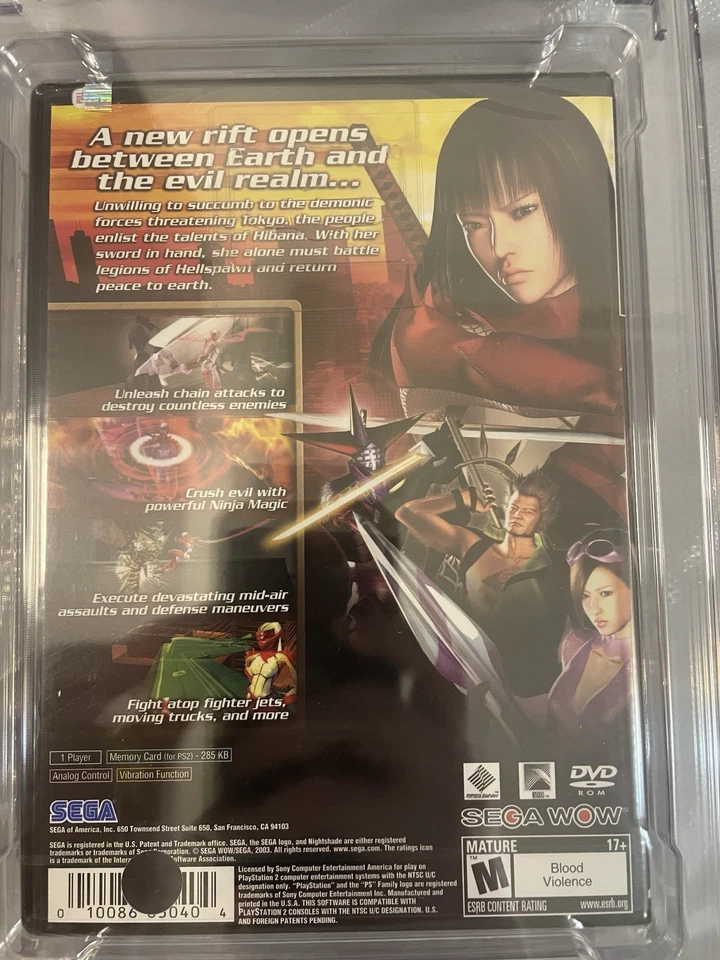 PULL
A new rift opens
between Earth and
the evil realm...
Unwilling to succumb to the demonic
forces threatening Tokyo, the people
enlist the talents of Hibana. With her
sword in hand, she alone must battle
legions of Hellspawn and return
peace to earth.
Unleash chain attacks to
destroy countless enemies
Crush evil with
powerful Ninja Magic
Execute devastating mid-air
assaults and defense maneuvers
Fight atop fighter jets,
moving trucks, and more
1 Player
Memory Card (for PS2) - 285 KB
Analog Control
Vibration Function
DVD
ROM
SEGA
SEGA WOW
SEGA of America, Inc. 650 Townsend Street Suite 650, San Francisco, CA 94103
SEGA is registered in the U.S. Patent and Trademark office. SEGA, the SEGA logo, and Nightshade are either registered
trademarks or trademarks of Sega Corporation. © SEGA WOW/SEGA, 2003. All rights reserved. www.sega.com. The ratings icon
is a trademark of the Software Association.
Licensed by Sony Computer Entertainment America for play on
PlayStation 2 computer entertainment systems with the NTSC U/C
designation only. "PlayStation" and the "PS" Family logo are registered
trademarks of Sony Computer Entertainment Inc. Manufactured and
printed in the U.S.A. THIS SOFTWARE IS COMPATIBLE WITH
PLAYSTATION 2 CONSOLES WITH THE NTSC U/C DESIGNATION. U.S.
AND FOREIGN PATENTS PENDING.
0 10086 040 4
MATURE 17+
M
TM
Blood
Violence
ESRB CONTENT RATING www.esrb.org